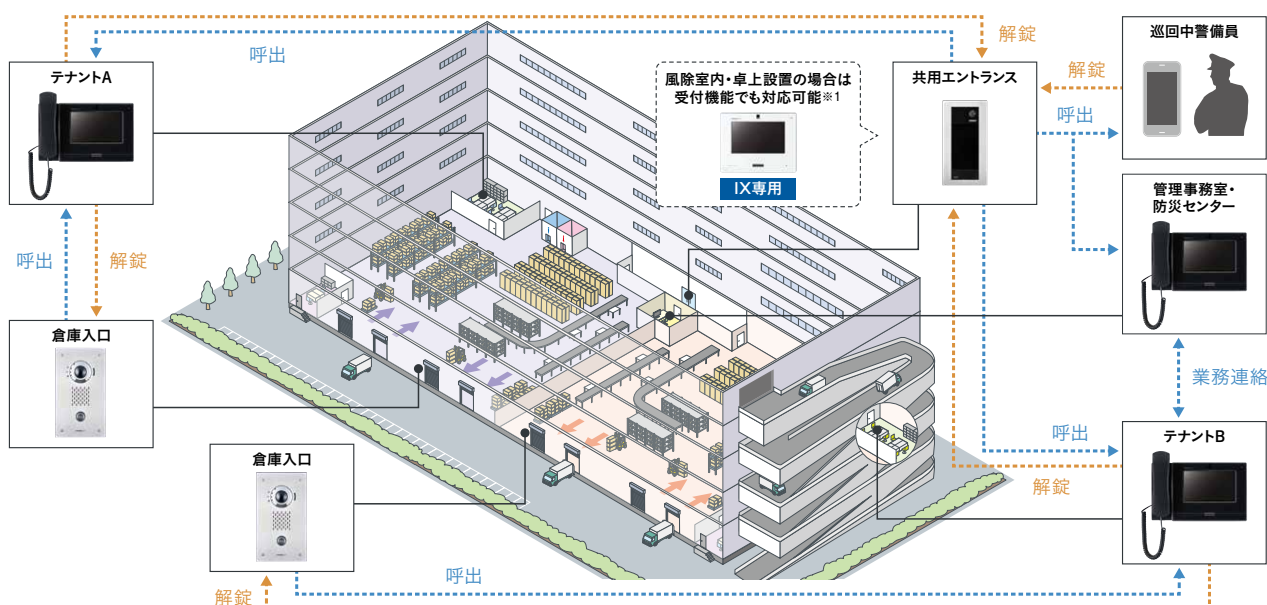 呼出
解錠
テナントA
風除室内・卓上設置の場合は
受付機能でも対応可能※1
IX専用
共用エントランス
解錠
呼出
巡回中警備員
管理事務室・
防災センター
呼出
解錠
倉庫入口
業務連絡
倉庫入口
呼出
解錠
テナントB
解錠
呼出